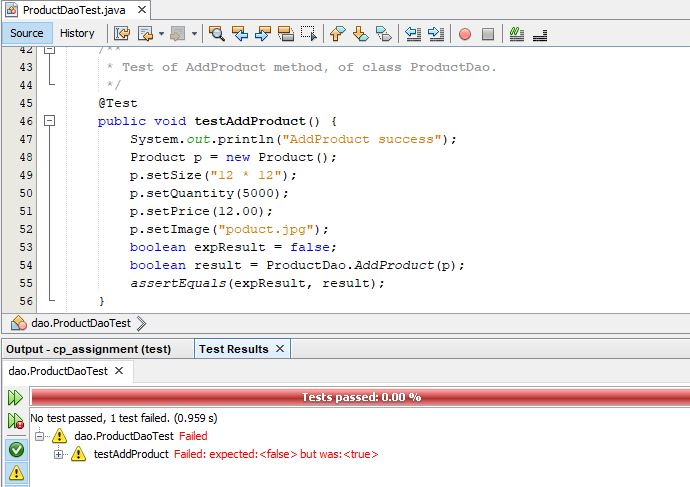 ProductDaoTest.java
Source History
42 /**
43 * Test of AddProduct method, of class ProductDao.
44 */
45 @Test
46 public void testAddProduct() {
47 System.out.println("AddProduct success");
48 Product p = new Product();
49 p.setSize("12 * 12");
50 p.setQuantity(5000);
51 p.setPrice(12.00);
52 p.setImage("poduct.jpg");
53 boolean expResult = false;
54 boolean result = ProductDao.AddProduct(p);
55 assertEquals(expResult, result);
56 }
dao.ProductDaoTest
Output - cp_assignment (test) Test Results
dao.ProductDaoTest
Tests passed: 0.00 %
No test passed, 1 test failed. (0.959 s)
dao.ProductDaoTest Failed
testAddProduct Failed: expected:<false> but was:<true>